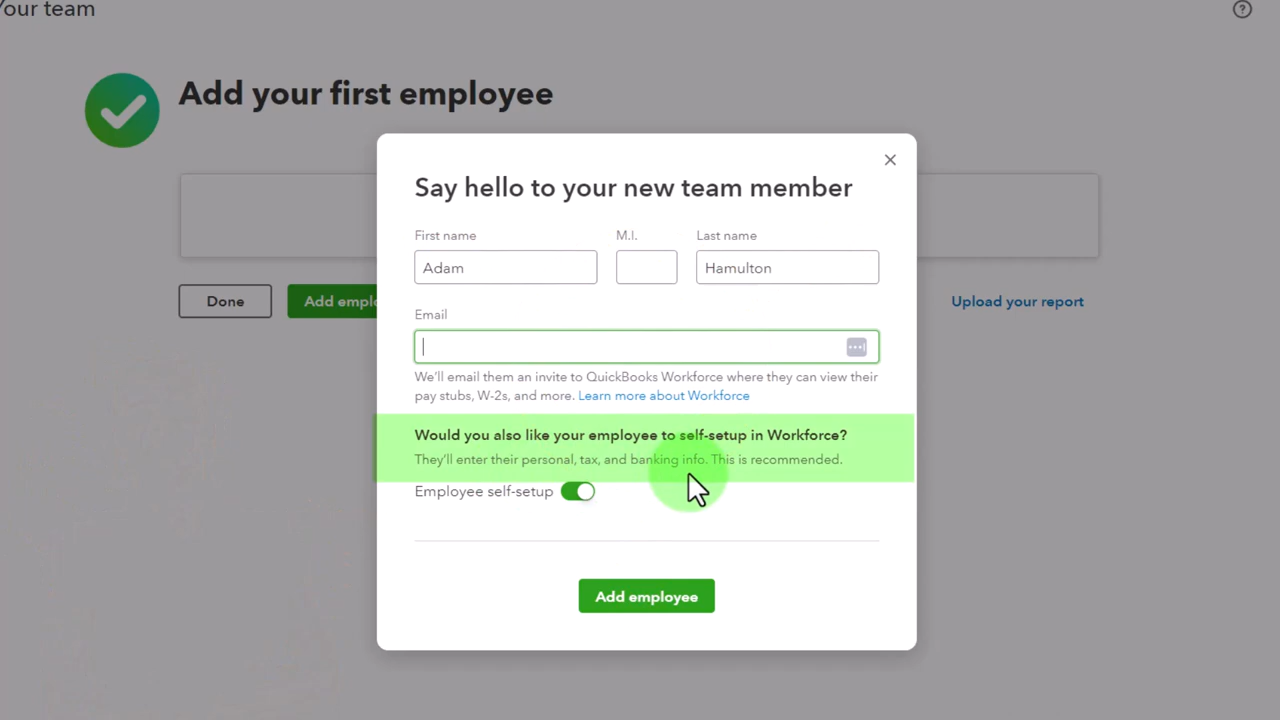 Your team
Add your first employee
Say hello to your new team member
First name M.I. Last name
Adam Hamulton
Done Add emplo Upload your report
Email
We'll email them an invite to QuickBooks Workforce where they can view their
pay stubs, W-2s, and more. Learn more about Workforce
Would you also like your employee to self-setup in Workforce?
They'll enter their personal, tax, and banking info. This is recommended.
Employee self-setup
Add employee